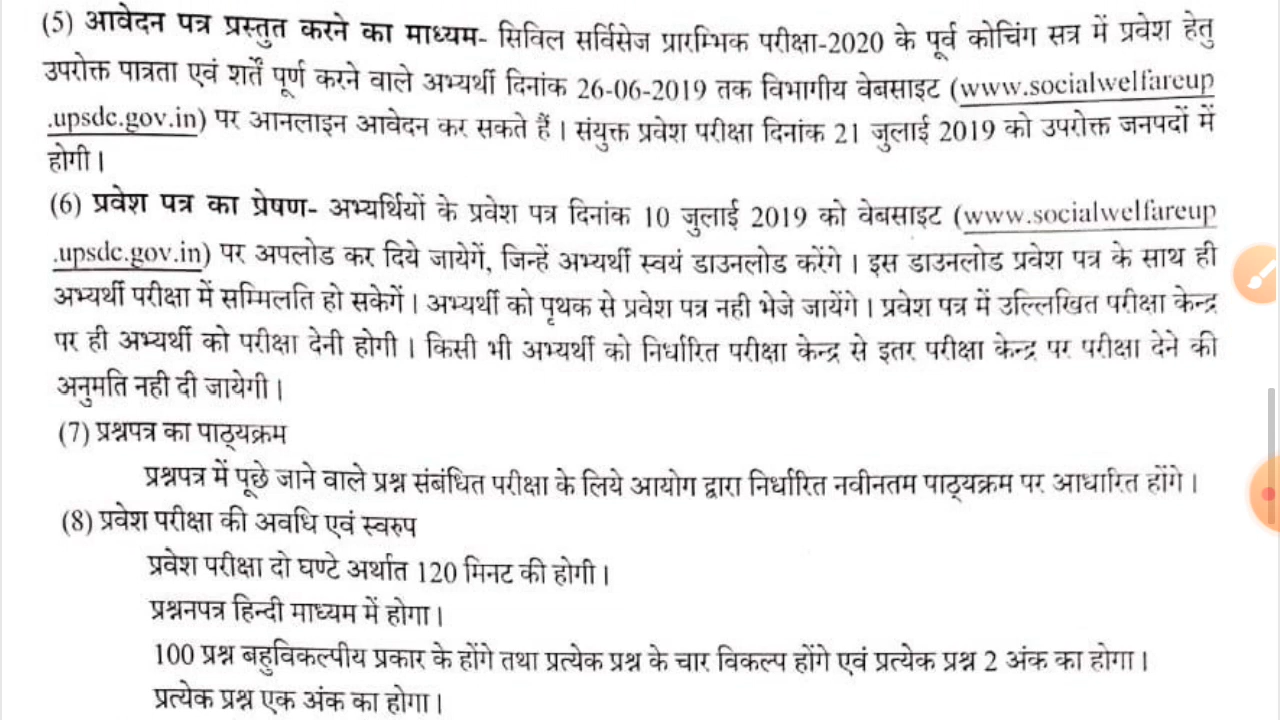 (5) आवेदन पत्र प्रस्तुत करने का माध्यम- सिविल सर्विसेज प्रारम्भिक परीक्षा-2020 के पूर्व कोचिंग सत्र में प्रवेश हेतु
उपरोक्त पात्रता एवं शर्तें पूर्ण करने वाले अभ्यर्थी दिनांक 26-06-2019 तक विभागीय वेबसाइट (www.socialwelfareup
.upsdc.gov.in) पर आनलाइन आवेदन कर सकते हैं। संयुक्त प्रवेश परीक्षा दिनांक 21 जुलाई 2019 को उपरोक्त जनपदों में
होगी।
(6) प्रवेश पत्र का प्रेषण- अभ्यर्थियों के प्रवेश पत्र दिनांक 10 जुलाई 2019 को वेबसाइट (www.socialwelfareup
.upsdc.gov.in) पर अपलोड कर दिये जायेगें, जिन्हें अभ्यर्थी स्वयं डाउनलोड करेंगे। इस डाउनलोड प्रवेश पत्र के साथ ही
अभ्यर्थी परीक्षा में सम्मिलति हो सकेगें। अभ्यर्थी को पृथक से प्रवेश पत्र नही भेजे जायेंगे। प्रवेश पत्र में उल्लिखित परीक्षा केन्द्र
पर ही अभ्यर्थी को परीक्षा देनी होगी। किसी भी अभ्यर्थी को निर्धारित परीक्षा केन्द्र से इतर परीक्षा केन्द्र पर परीक्षा देने की
अनुमति नही दी जायेगी।
(7) प्रश्नपत्र का पाठ्यक्रम
प्रश्नपत्र में पूछे जाने वाले प्रश्न संबंधित परीक्षा के लिये आयोग द्वारा निर्धारित नवीनतम पाठ्यक्रम पर आधारित होंगे।
(8) प्रवेश परीक्षा की अवधि एवं स्वरुप
प्रवेश परीक्षा दो घण्टे अर्थात 120 मिनट की होगी।
प्रश्ननपत्र हिन्दी माध्यम में होगा।
100 प्रश्न बहुविकल्पीय प्रकार के होंगे तथा प्रत्येक प्रश्न के चार विकल्प होंगे एवं प्रत्येक प्रश्न 2 अंक का होगा।
प्रत्येक प्रश्न एक अंक का होगा।